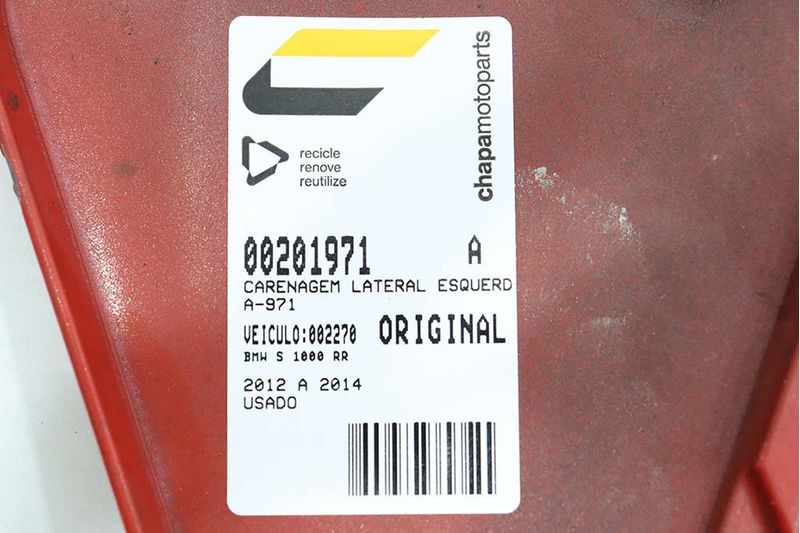 chapamotoparts
recicle
renove
reutilize
00201971 A
CARENAGEM LATERAL ESQUERD
A-971
VEICULO:002270 ORIGINAL
BMW S 1000 RR
2012 A 2014
USADO